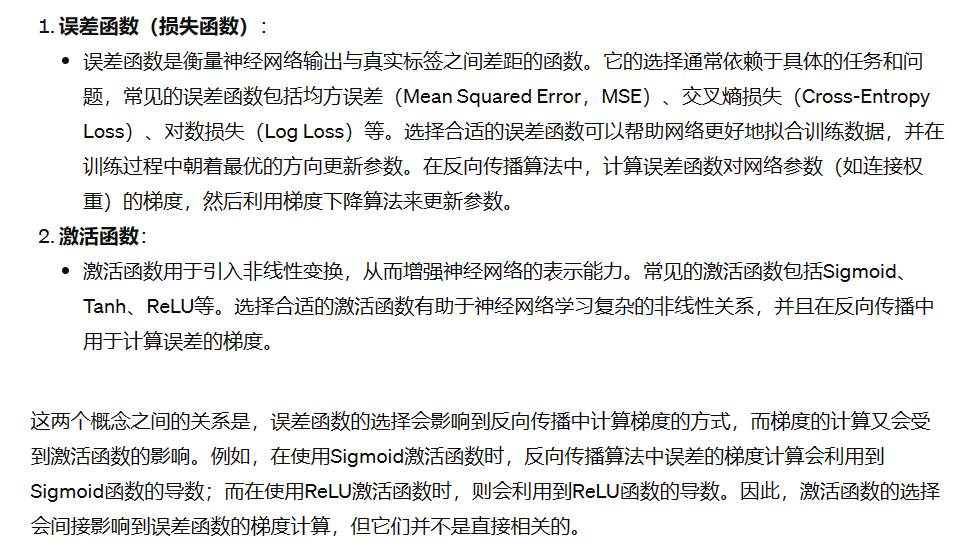 1. 误差函数（损失函数）：
• 误差函数是衡量神经网络输出与真实标签之间差距的函数。它的选择通常依赖于具体的任务和问
题，常见的误差函数包括均方误差（Mean Squared Error，MSE）、交叉熵损失（Cross-Entropy
Loss）、对数损失（Log Loss）等。选择合适的误差函数可以帮助网络更好地拟合训练数据，并在
训练过程中朝着最优的方向更新参数。在反向传播算法中，计算误差函数对网络参数（如连接权
重）的梯度，然后利用梯度下降算法来更新参数。
2. 激活函数：
• 激活函数用于引入非线性变换，从而增强神经网络的表示能力。常见的激活函数包括Sigmoid、
Tanh、ReLU等。选择合适的激活函数有助于神经网络学习复杂的非线性关系，并且在反向传播中
用于计算误差的梯度。
这两个概念之间的关系是，误差函数的选择会影响到反向传播中计算梯度的方式，而梯度的计算又会受
到激活函数的影响。例如，在使用Sigmoid激活函数时，反向传播算法中误差的梯度计算会利用到
Sigmoid函数的导数；而在使用ReLU激活函数时，则会利用到ReLU函数的导数。因此，激活函数的选择
会间接影响到误差函数的梯度计算，但它们并不是直接相关的。